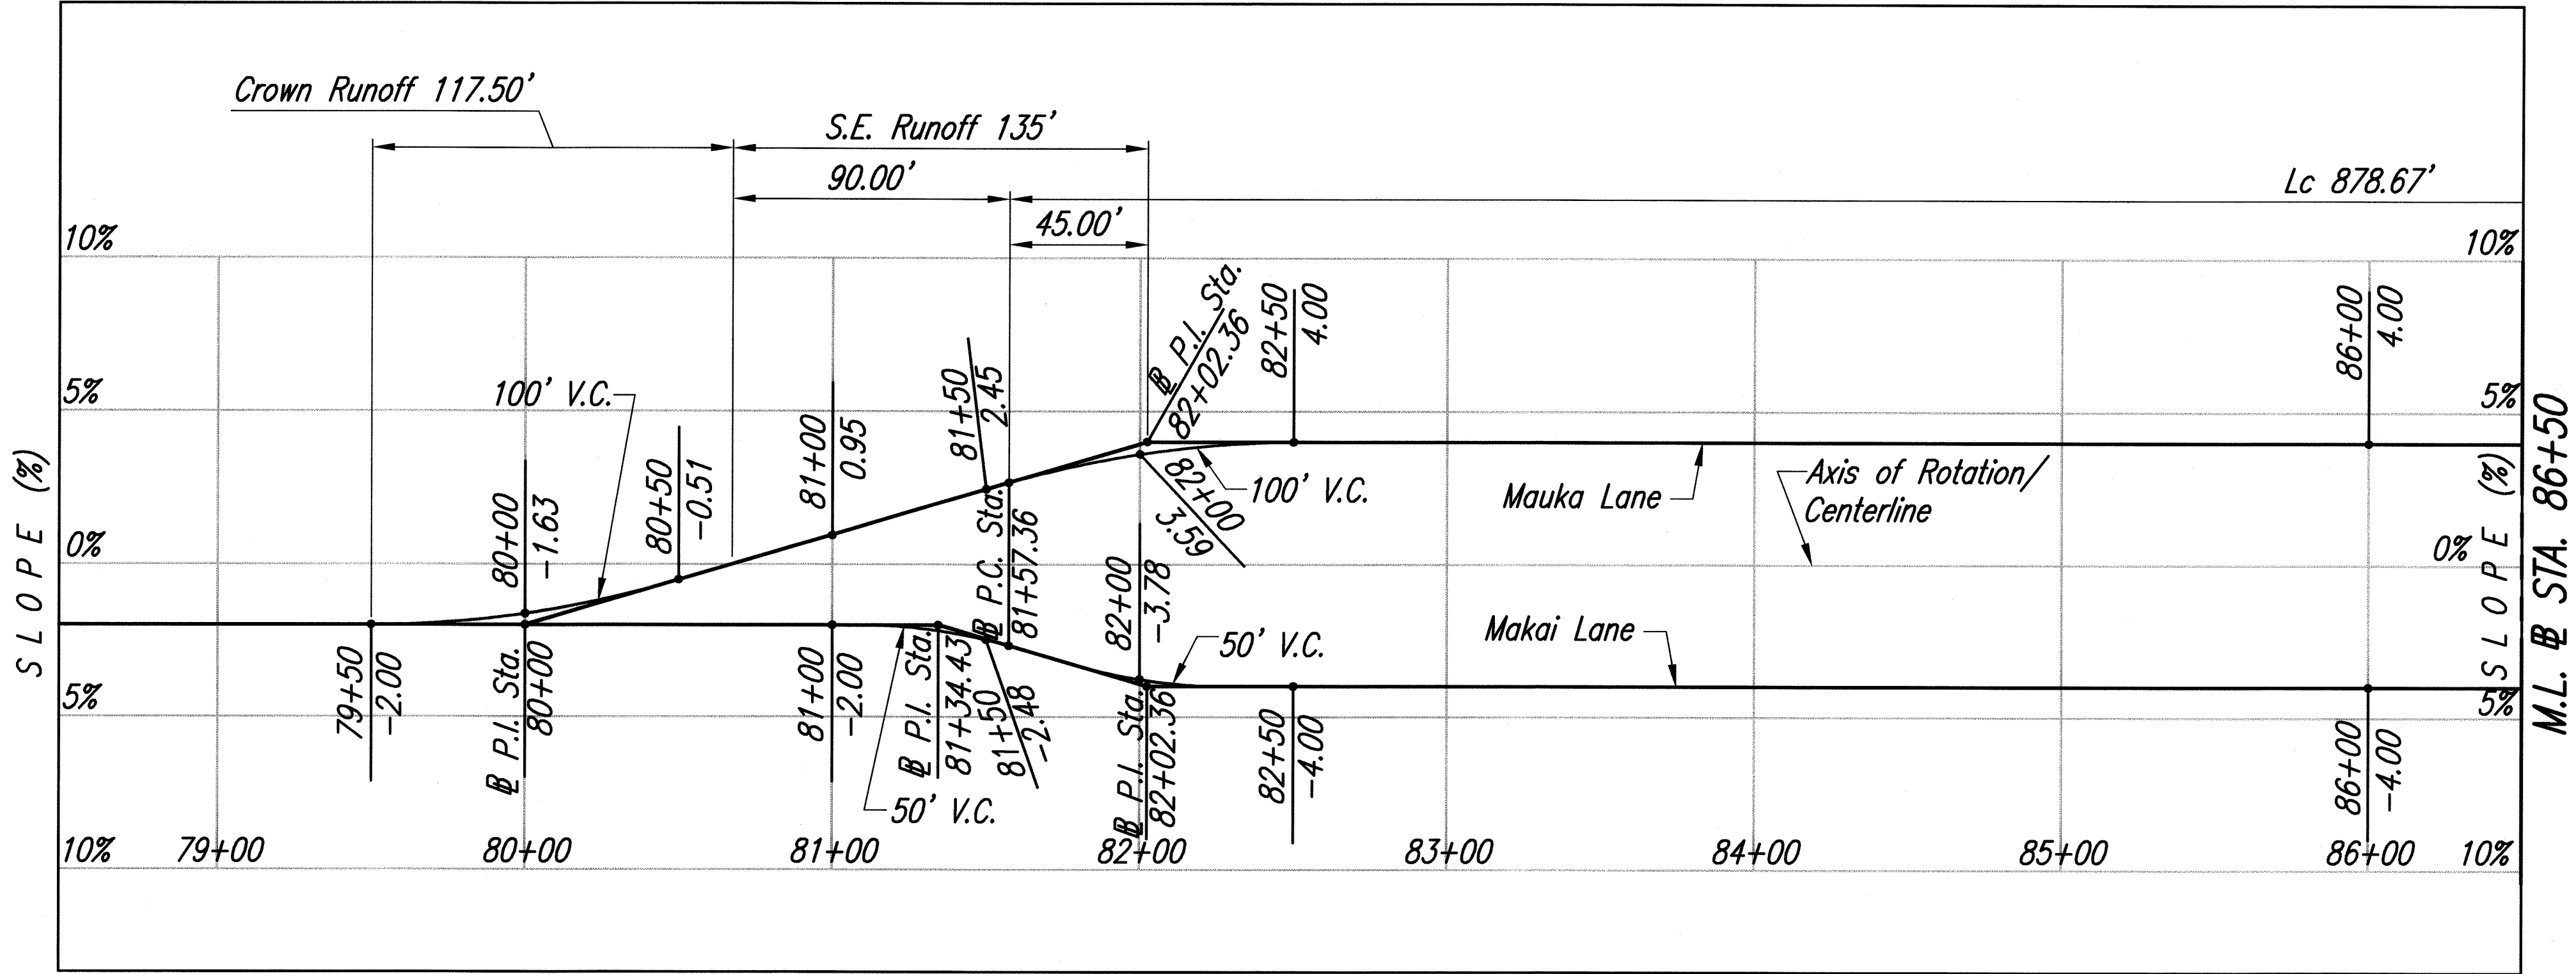 Crown Runoff 117.50'
S.E. Runoff 135'
90.00'
Lc 878.67'
45.00'
10%
10%
℄ P.I. Sta.
82+02.36
82+50
4.00
86+00
4.00
5%
100' V.C.
81+50
2.45
5%
80+00
-1.63
80+50
-0.51
81+00
0.95
82+00
3.59
100' V.C.
Mauka Lane
Axis of Rotation/
Centerline
SLOPE (%)
0%
P.C. Sta.
81+57.36
82+00
-3.78
0%
SLOPE (%)
M.L. STA. 86+50
79+50
-2.00
P.I. Sta.
80+00
81+00
-2.00
P.I. Sta.
81+34.43
81+50
-2.48
50' V.C.
P.I. Sta.
82+02.36
50' V.C.
Makai Lane
82+50
-4.00
86+00
-4.00
5%
5%
10%
79+00
80+00
81+00
82+00
83+00
84+00
85+00
86+00
10%